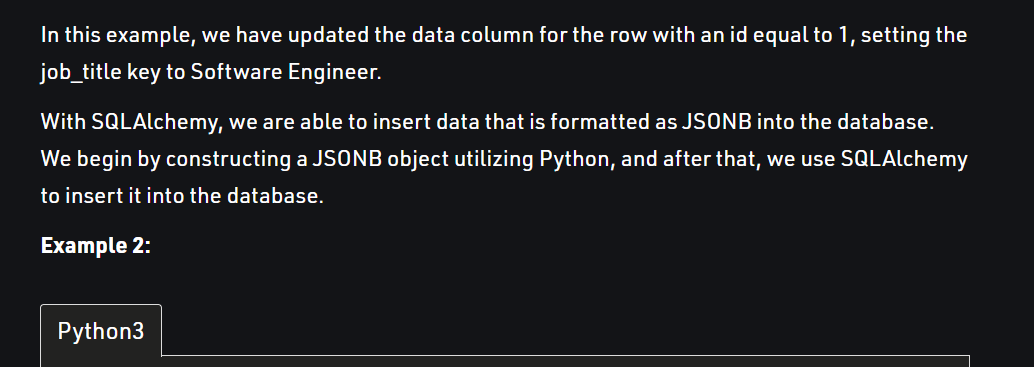 In this example, we have updated the data column for the row with an id equal to 1, setting the
job_title key to Software Engineer.
With SQLAlchemy, we are able to insert data that is formatted as JSONB into the database.
We begin by constructing a JSONB object utilizing Python, and after that, we use SQLAlchemy
to insert it into the database.
Example 2:
Python3